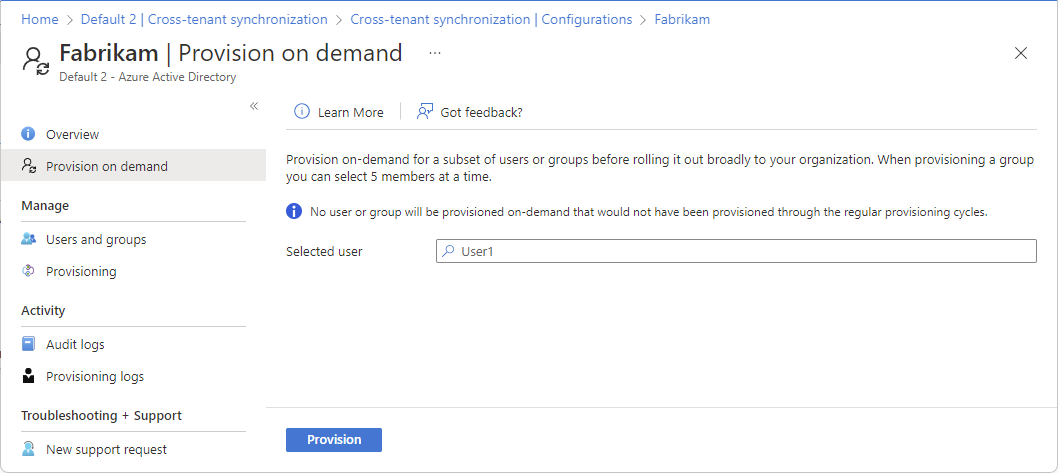 Home > Default 2 | Cross-tenant synchronization > Cross-tenant synchronization | Configurations > Fabrikam
Fabrikam | Provision on demand ...
Default 2 - Azure Active Directory
«
Overview
Provision on demand
Manage
Users and groups
Provisioning
Activity
Audit logs
Provisioning logs
Troubleshooting + Support
New support request
Learn More
Got feedback?
Provision on-demand for a subset of users or groups before rolling it out broadly to your organization. When provisioning a group
you can select 5 members at a time.
No user or group will be provisioned on-demand that would not have been provisioned through the regular provisioning cycles.
Selected user
User1
Provision